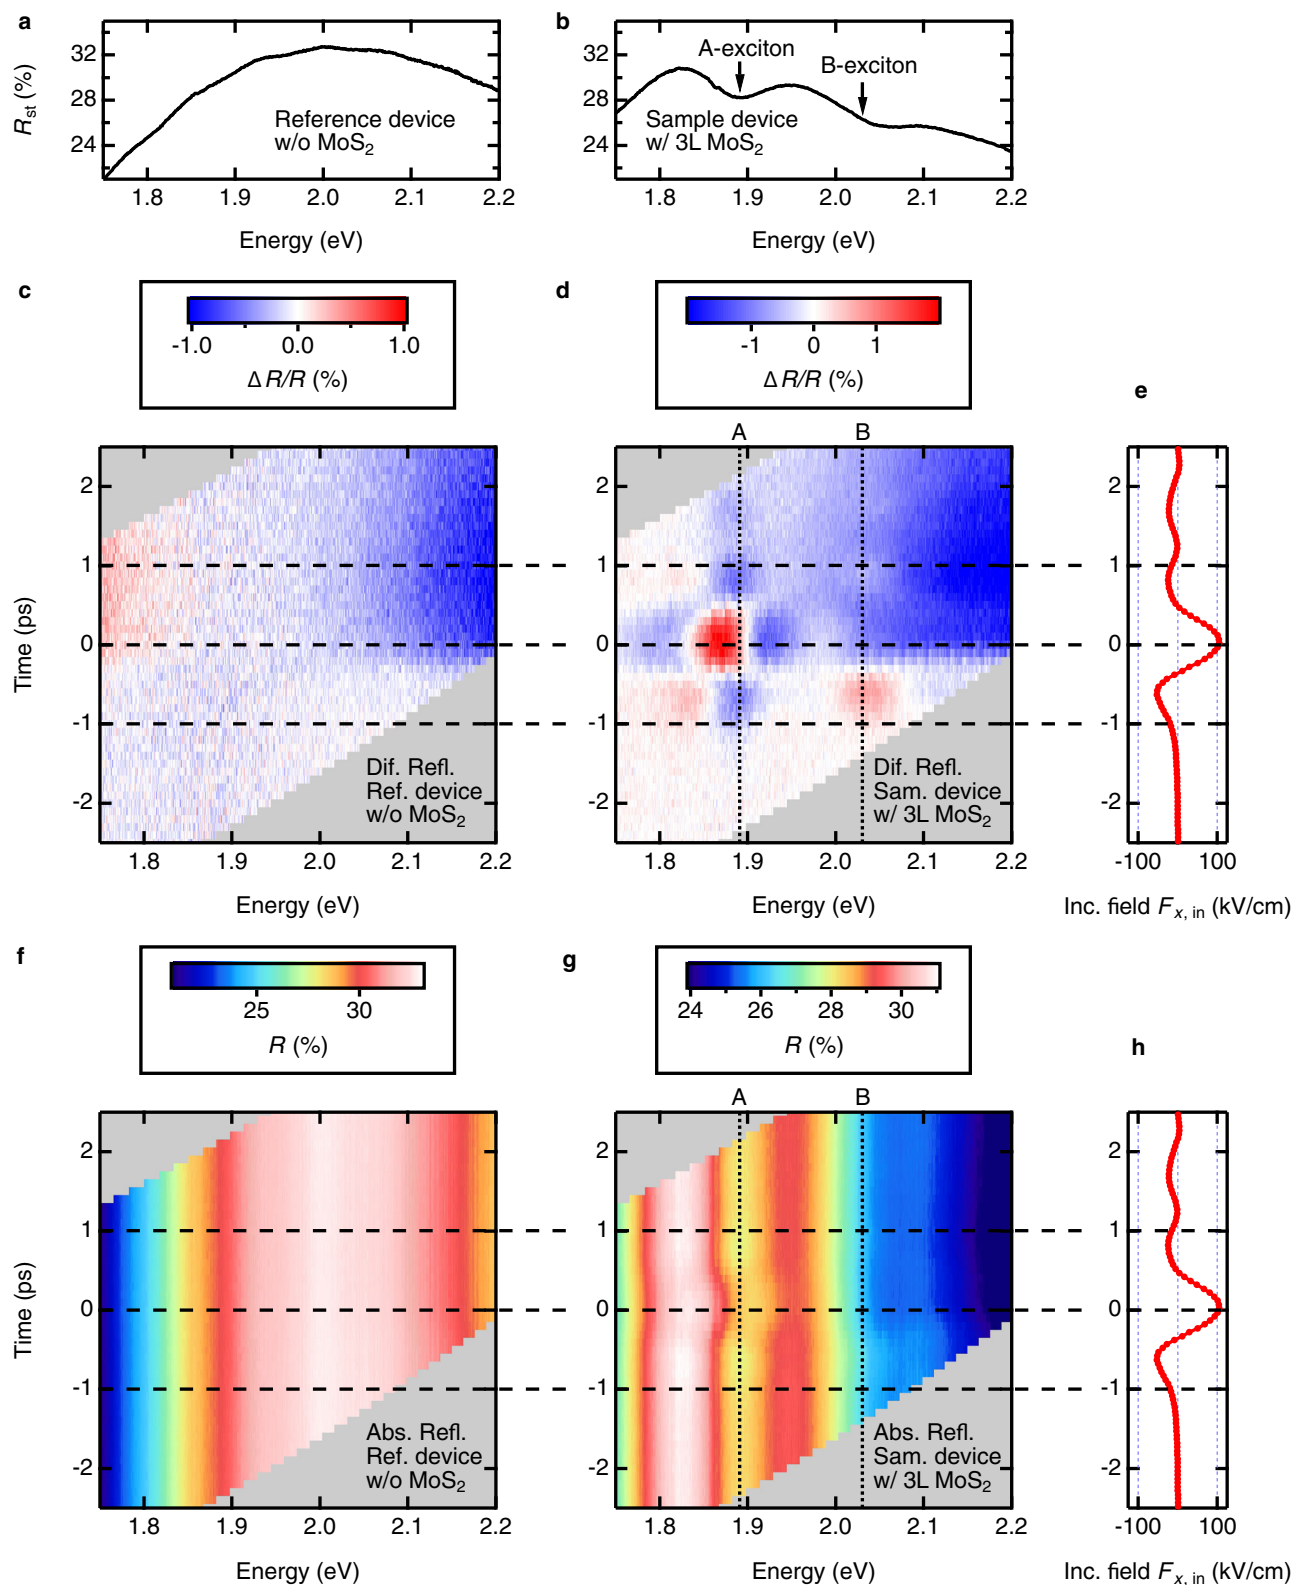 a
b
32
28
24
R_st (%)
Reference device
w/o MoS₂
1.8
1.9
2.0
2.1
2.2
Energy (eV)
32
28
24
A-exciton
B-exciton
Sample device
w/ 3L MoS₂
1.8
1.9
2.0
2.1
2.2
Energy (eV)
c
-1.0
0.0
1.0
Δ R/R (%)
d
-1
0
1
Δ R/R (%)
e
A
B
2
1
0
-1
-2
Time (ps)
Dif. Refl.
Ref. device
w/o MoS₂
1.8
1.9
2.0
2.1
2.2
Energy (eV)
2
1
0
-1
-2
Dif. Refl.
Sam. device
w/ 3L MoS₂
1.8
1.9
2.0
2.1
2.2
Energy (eV)
2
1
0
-1
-2
-100
100
Inc. field F_x, in (kV/cm)
f
25
30
R (%)
g
24
26
28
30
R (%)
h
A
B
2
1
0
-1
-2
Time (ps)
Abs. Refl.
Ref. device
w/o MoS₂
1.8
1.9
2.0
2.1
2.2
Energy (eV)
2
1
0
-1
-2
Abs. Refl.
Sam. device
w/ 3L MoS₂
1.8
1.9
2.0
2.1
2.2
Energy (eV)
2
1
0
-1
-2
-100
100
Inc. field F_x, in (kV/cm)